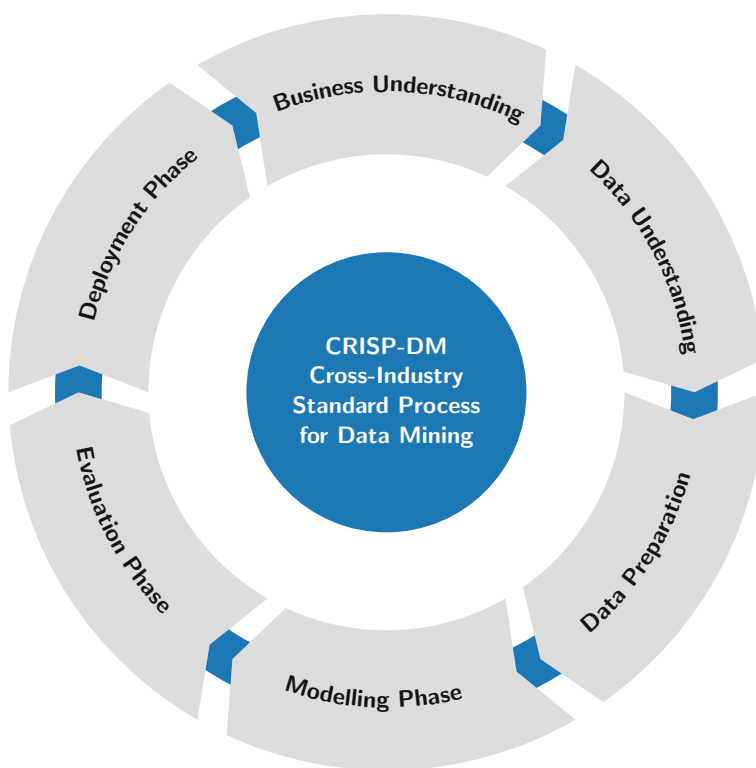 Business Understanding
Data Understanding
Data Preparation
Modelling Phase
Evaluation Phase
Deployment Phase
CRISP-DM
Cross-Industry
Standard Process
for Data Mining